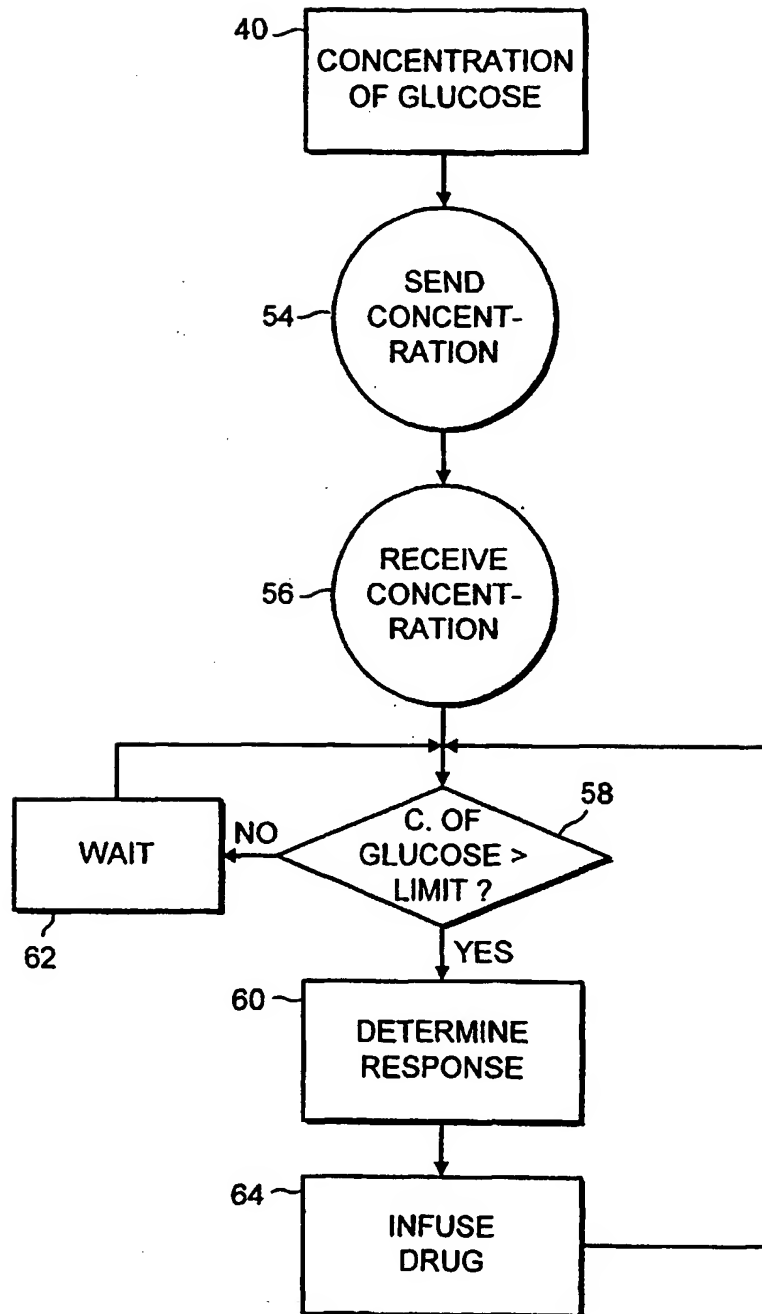 40
CONCENTRATION
OF GLUCOSE
54
SEND
CONCENT-
RATION
56
RECEIVE
CONCENT-
RATION
58
C. OF
GLUCOSE >
LIMIT ?
NO
WAIT
62
YES
60
DETERMINE
RESPONSE
64
INFUSE
DRUG